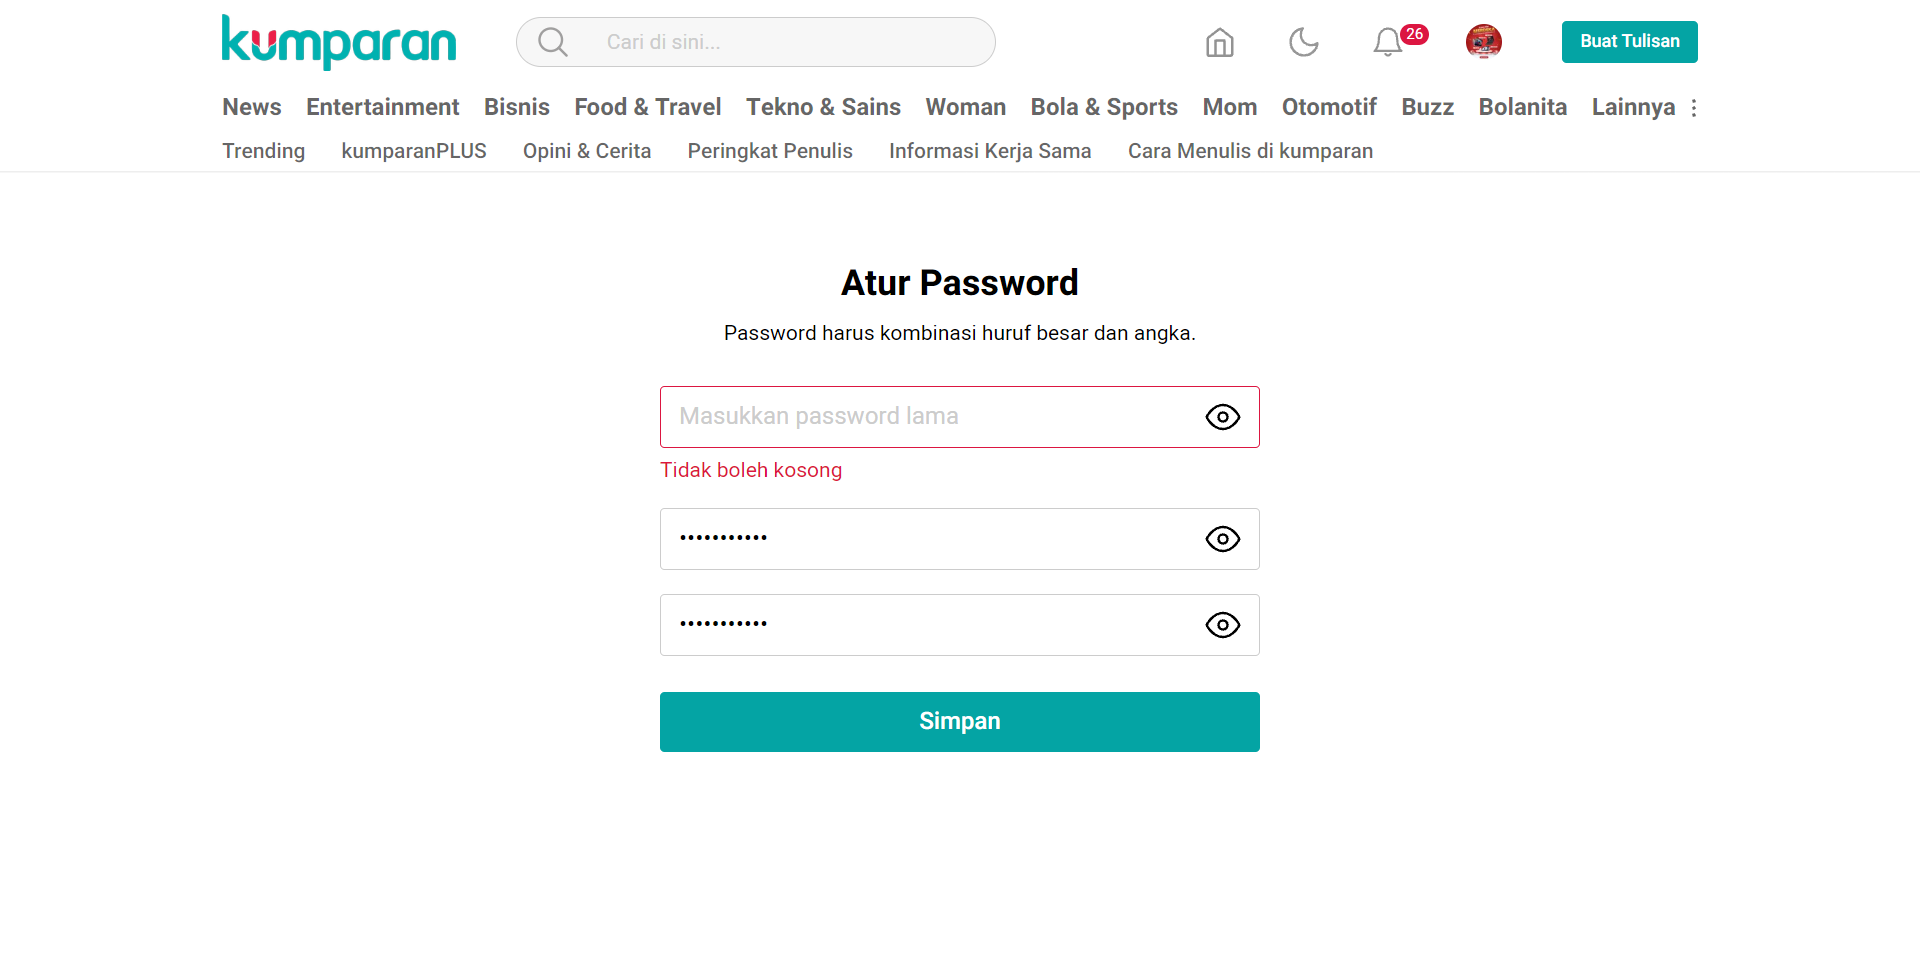 kumparan
Cari di sini...
26
Buat Tulisan
News Entertainment Bisnis Food & Travel Tekno & Sains Woman Bola & Sports Mom Otomotif Buzz Bolanita Lainnya
Trending kumparanPLUS Opini & Cerita Peringkat Penulis Informasi Kerja Sama Cara Menulis di kumparan
Atur Password
Password harus kombinasi huruf besar dan angka.
Masukkan password lama
Tidak boleh kosong
•••••••••••
•••••••••••
Simpan